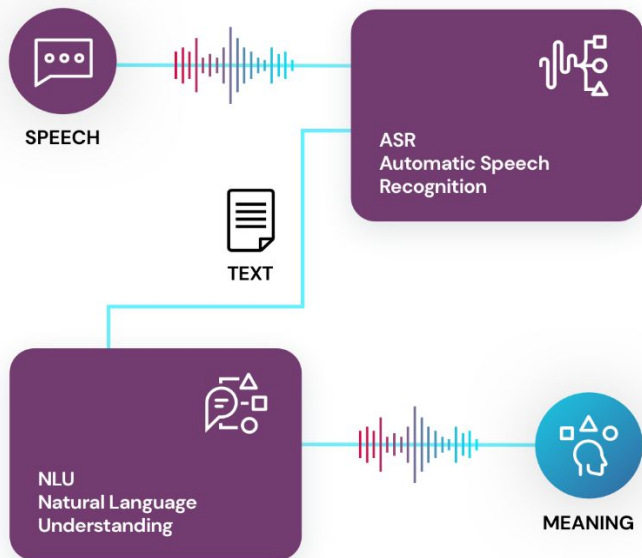 SPEECH
ASR
Automatic Speech
Recognition
TEXT
NLU
Natural Language
Understanding
MEANING